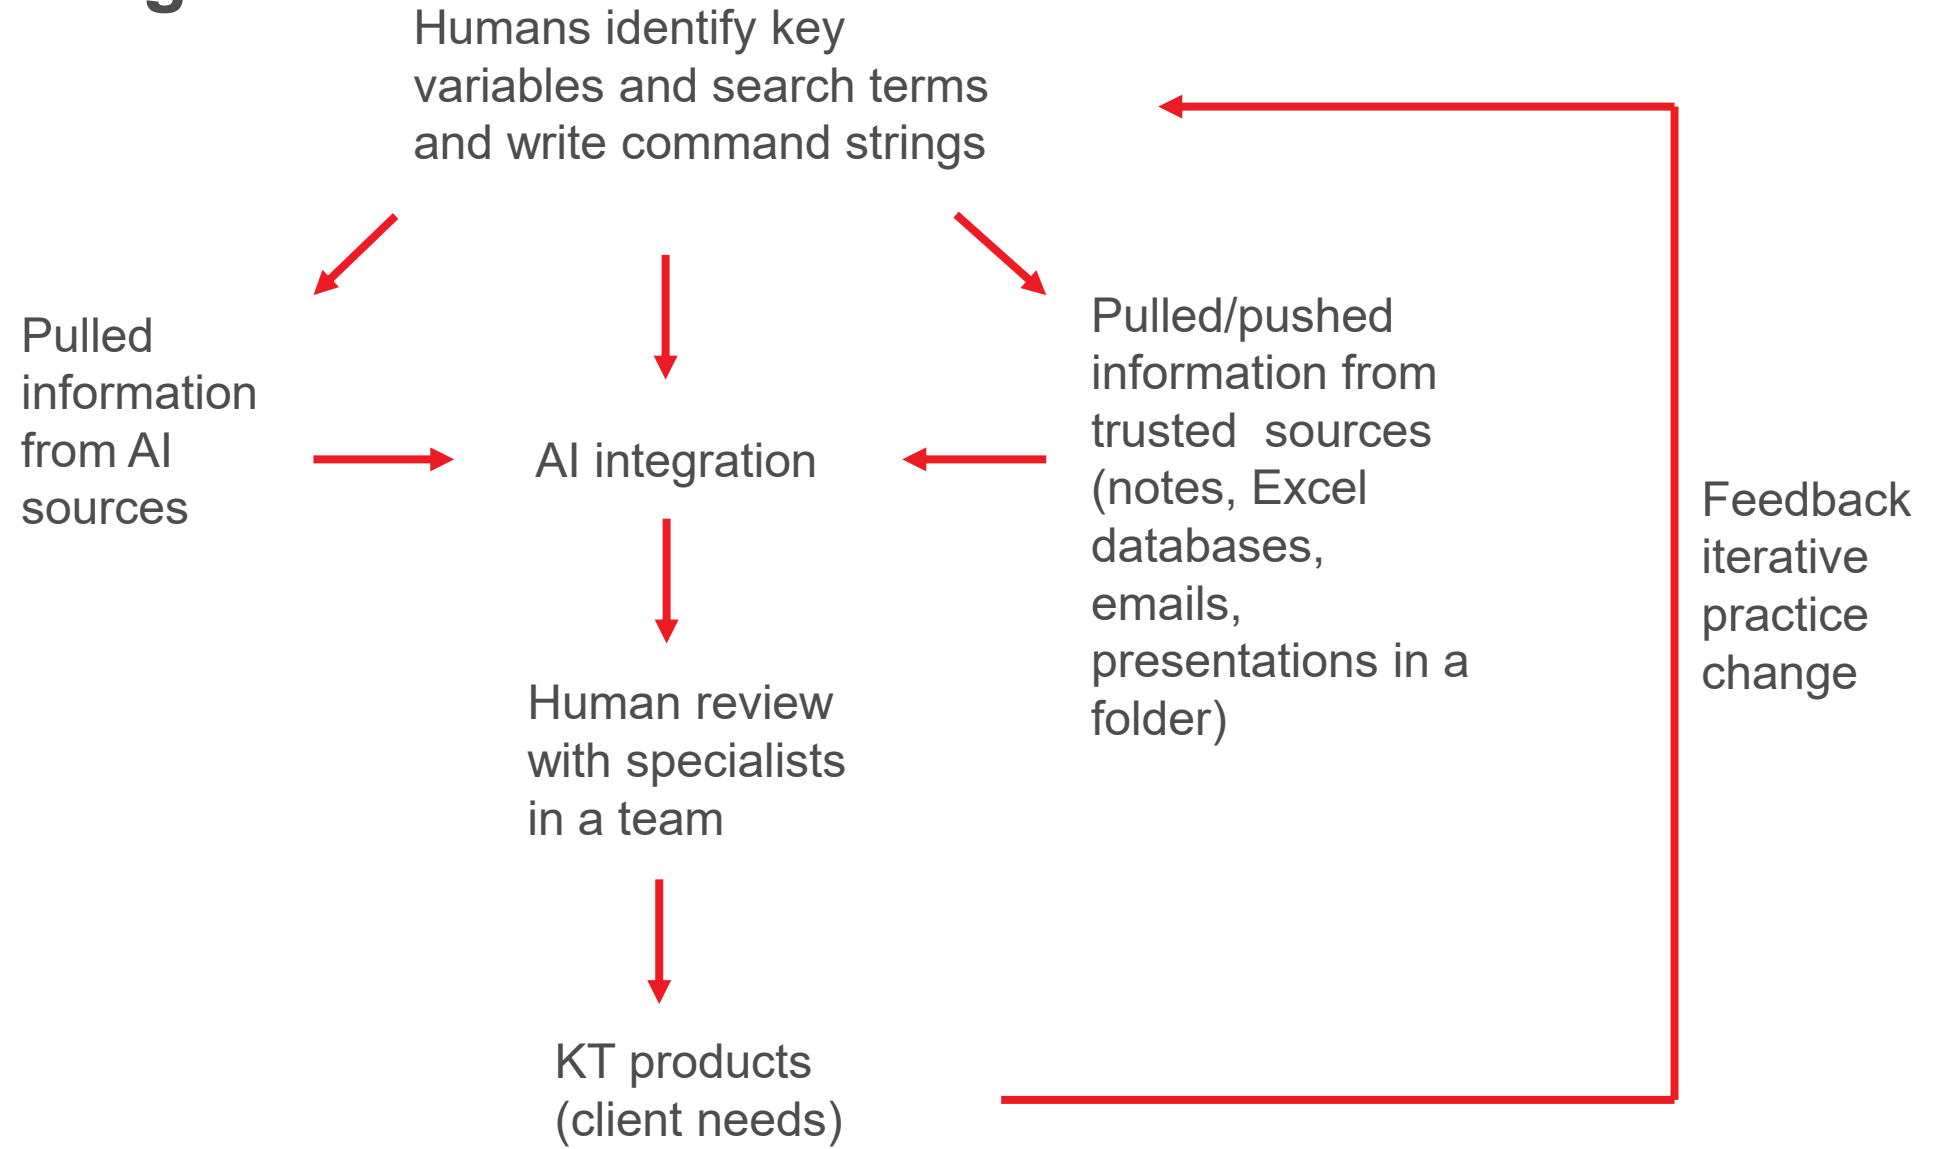 Humans identify key
variables and search terms
and write command strings
Pulled
information
from AI
sources
AI integration
Pulled/pushed
information from
trusted  sources
(notes, Excel
databases,
emails,
presentations in a
folder)
Feedback
iterative
practice
change
Human review
with specialists
in a team
KT products
(client needs)